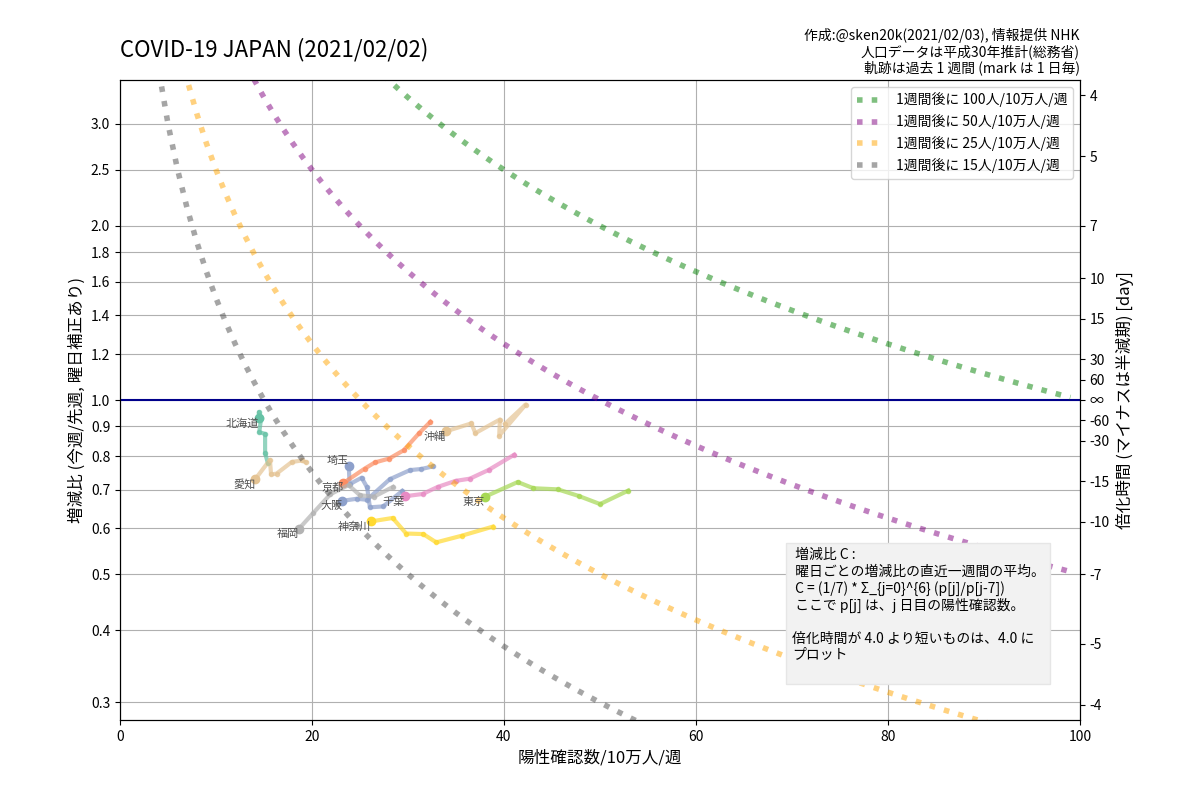 COVID-19 JAPAN (2021/02/02)
作成:@sken20k(2021/02/03), 情報提供 NHK
人口データは平成30年推計(総務省)
軌跡は過去 1 週間 (mark は 1 日毎)
1週間後に 100人/10万人/週
1週間後に 50人/10万人/週
1週間後に 25人/10万人/週
1週間後に 15人/10万人/週
増減比 (今週/先週, 曜日補正あり)
3.0
2.5
2.0
1.8
1.6
1.4
1.2
1.0
0.9
0.8
0.7
0.6
0.5
0.4
0.3
4
5
7
10
15
30
60
∞
-60
-30
-15
-10
-7
-5
-4
倍化時間 (マイナスは半減期) [day]
北海道
沖縄
埼玉
愛知
京都
大阪
千葉
東京
神奈川
福岡
増減比 C :
曜日ごとの増減比の直近一週間の平均。
C = (1/7) * Σ_{j=0}^{6} (p[j]/p[j-7])
ここで p[j] は、j 日目の陽性確認数。
倍化時間が 4.0 より短いものは、4.0 に
プロット
0 20 40 60 80 100
陽性確認数/10万人/週